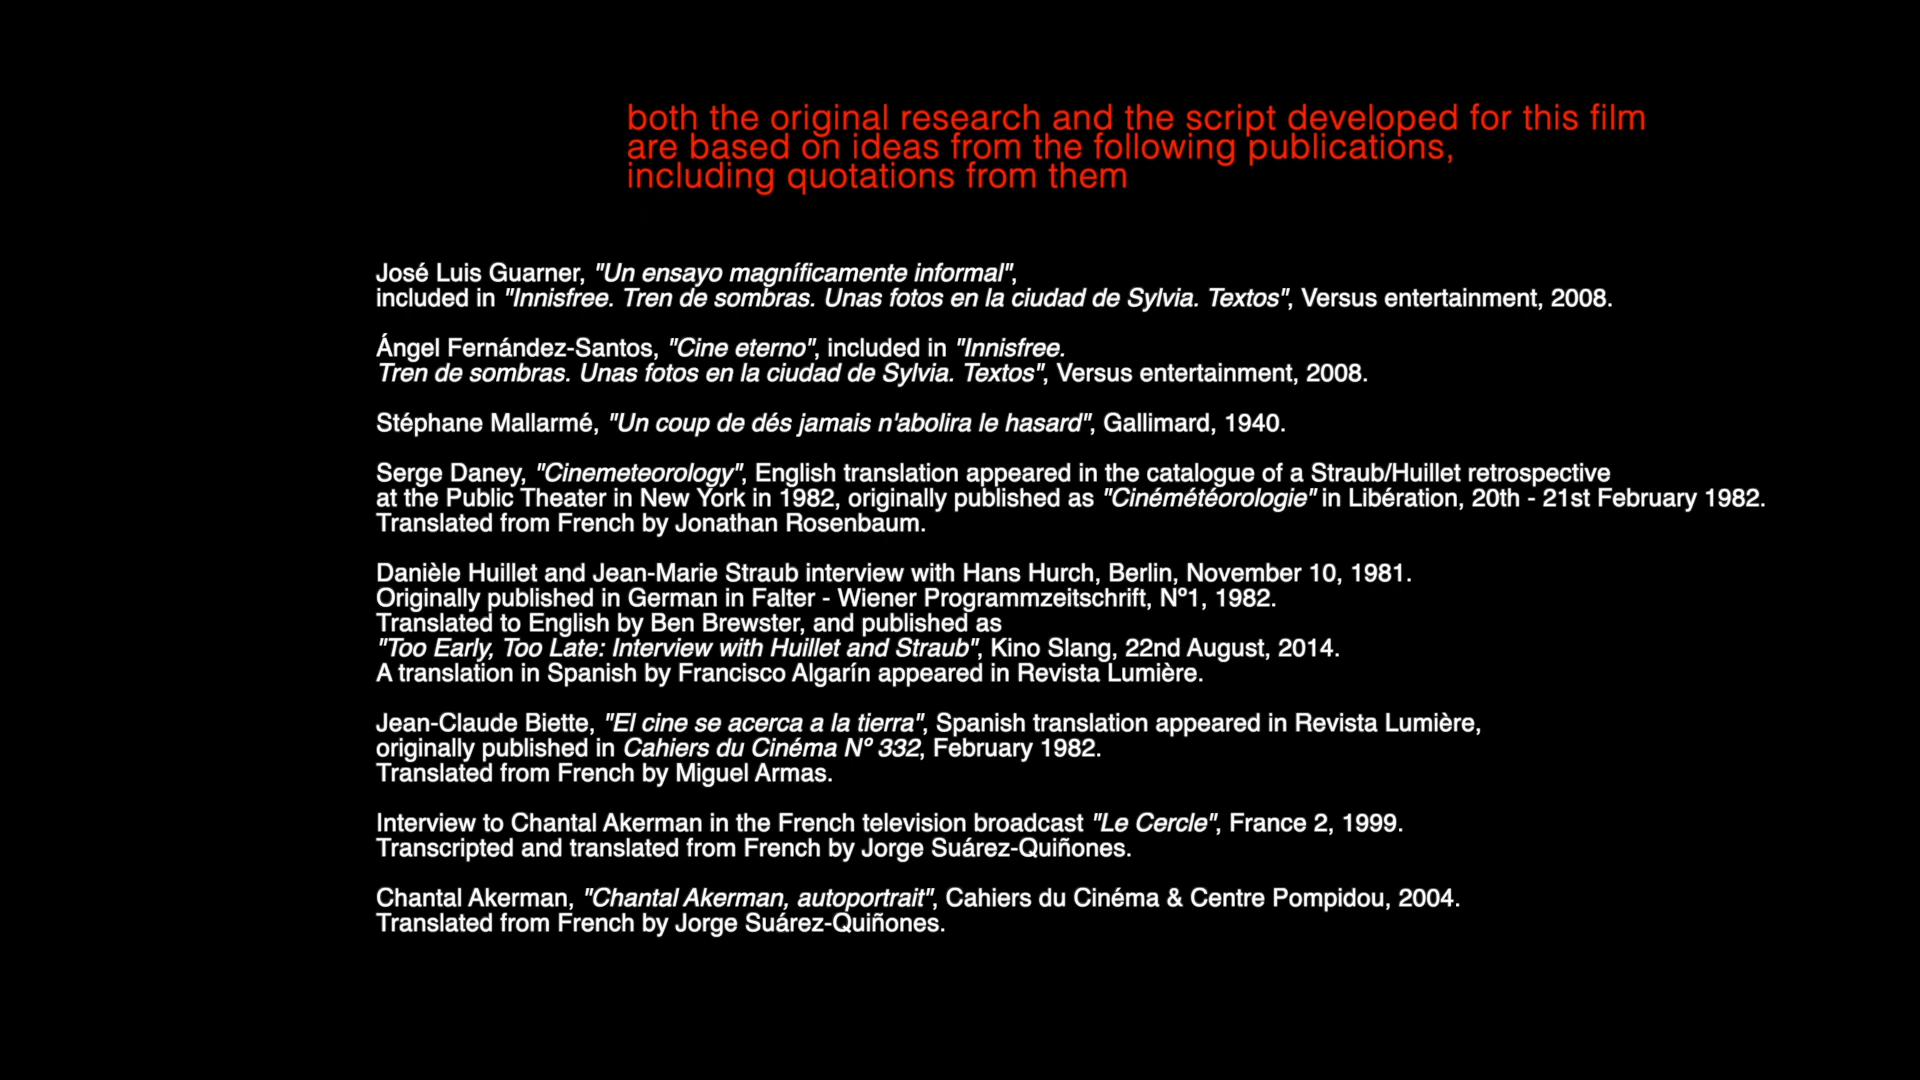 both the original research and the script developed for this film
are based on ideas from the following publications,
including quotations from them
José Luis Guarner, "Un ensayo magníficamente informal",
included in "Innisfree. Tren de sombras. Unas fotos en la ciudad de Sylvia. Textos", Versus entertainment, 2008.
Ángel Fernández-Santos, "Cine eterno", included in "Innisfree.
Tren de sombras. Unas fotos en la ciudad de Sylvia. Textos", Versus entertainment, 2008.
Stéphane Mallarmé, "Un coup de dés jamais n'abolira le hasard", Gallimard, 1940.
Serge Daney, "Cinemeteorology", English translation appeared in the catalogue of a Straub/Huillet retrospective
at the Public Theater in New York in 1982, originally published as "Cinémétéorologie" in Libération, 20th - 21st February 1982.
Translated from French by Jonathan Rosenbaum.
Danièle Huillet and Jean-Marie Straub interview with Hans Hurch, Berlin, November 10, 1981.
Originally published in German in Falter - Wiener Programmzeitschrift, Nº1, 1982.
Translated to English by Ben Brewster, and published as
"Too Early, Too Late: Interview with Huillet and Straub", Kino Slang, 22nd August, 2014.
A translation in Spanish by Francisco Algarín appeared in Revista Lumière.
Jean-Claude Biette, "El cine se acerca a la tierra", Spanish translation appeared in Revista Lumière,
originally published in Cahiers du Cinéma Nº 332, February 1982.
Translated from French by Miguel Armas.
Interview to Chantal Akerman in the French television broadcast "Le Cercle", France 2, 1999.
Transcripted and translated from French by Jorge Suárez-Quiñones.
Chantal Akerman, "Chantal Akerman, autoportrait", Cahiers du Cinéma & Centre Pompidou, 2004.
Translated from French by Jorge Suárez-Quiñones.